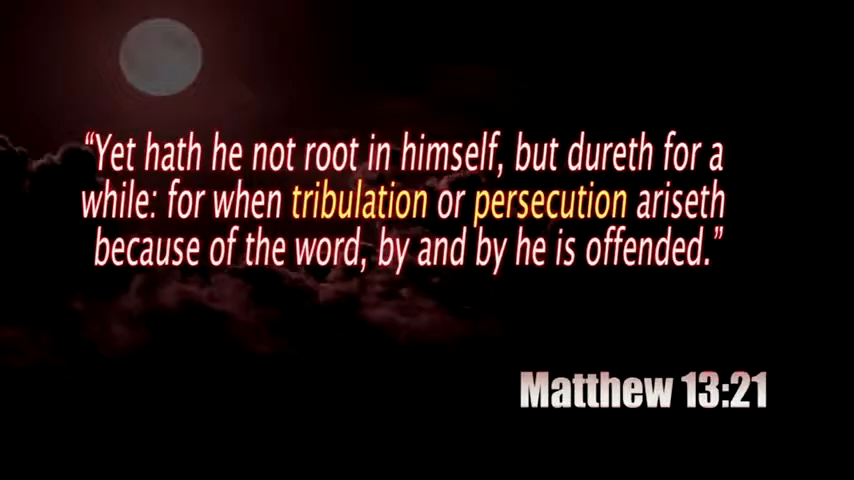 “Yet hath he not root in himself, but dureth for a
while: for when tribulation or persecution ariseth
because of the word, by and by he is offended.”
Matthew 13:21